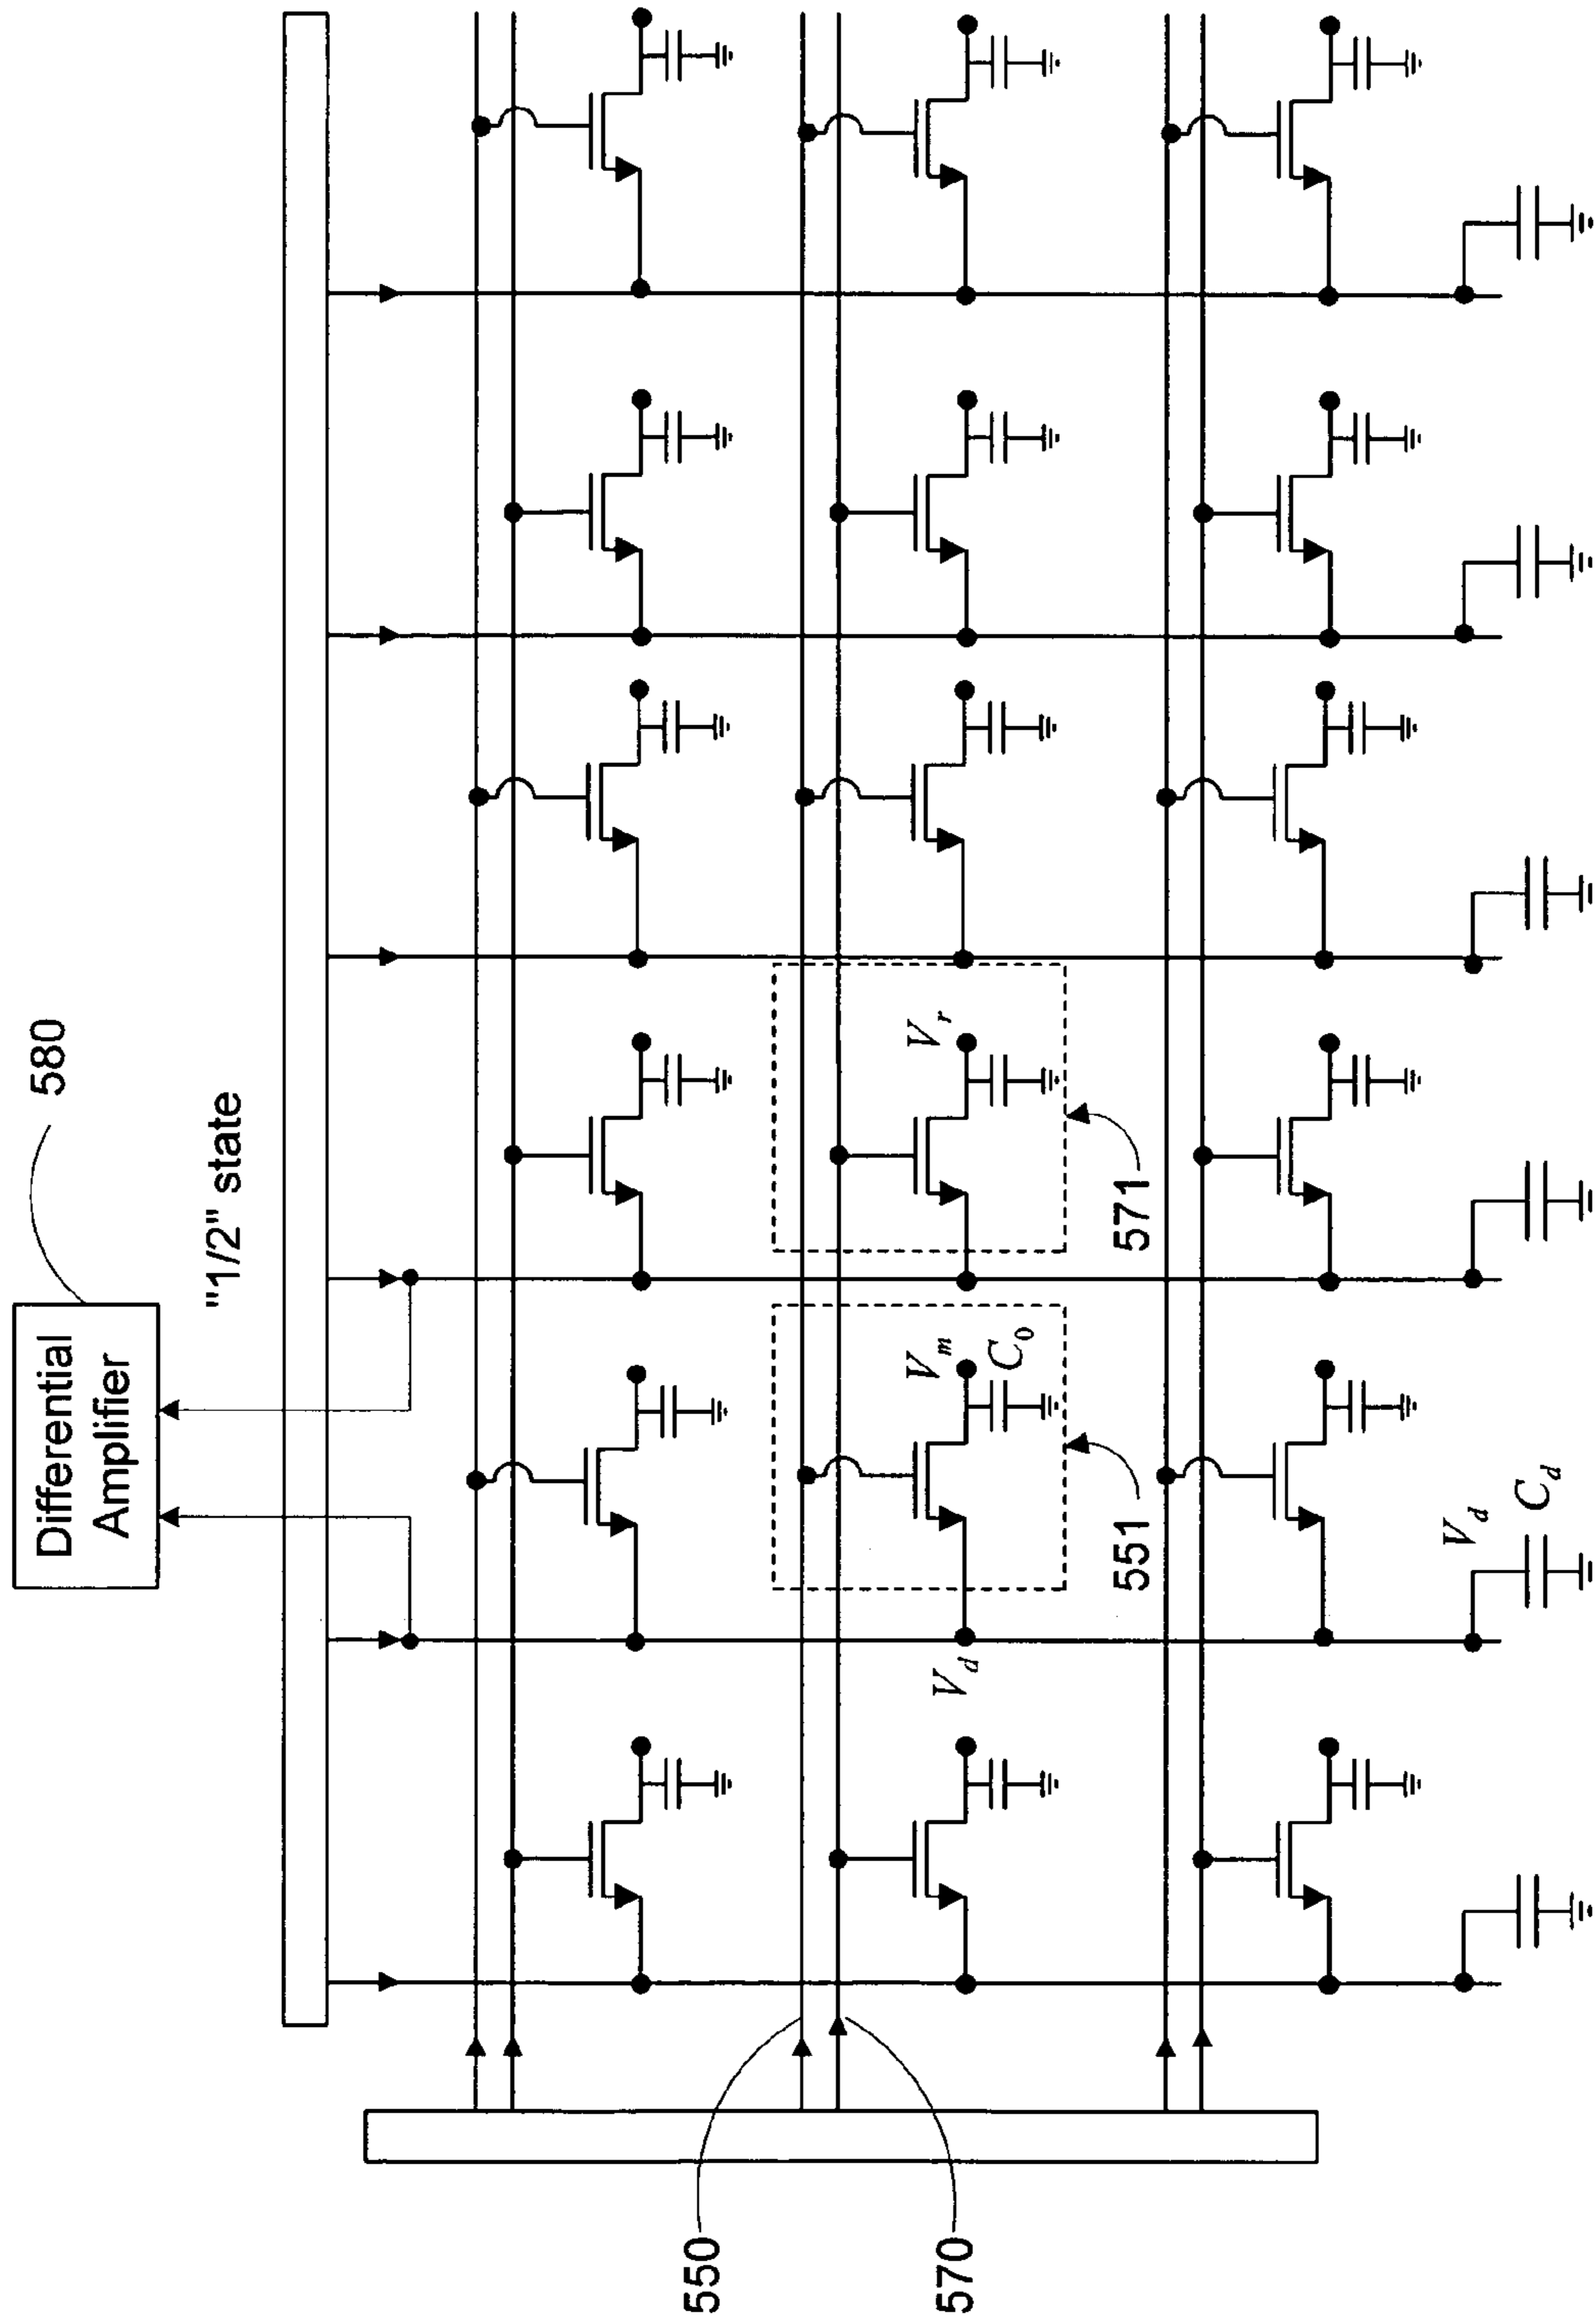 580
Differential
Amplifier
"1/2" state
550
570
V_d
V_m
C_0
551
V_r
571
V_d
C_d